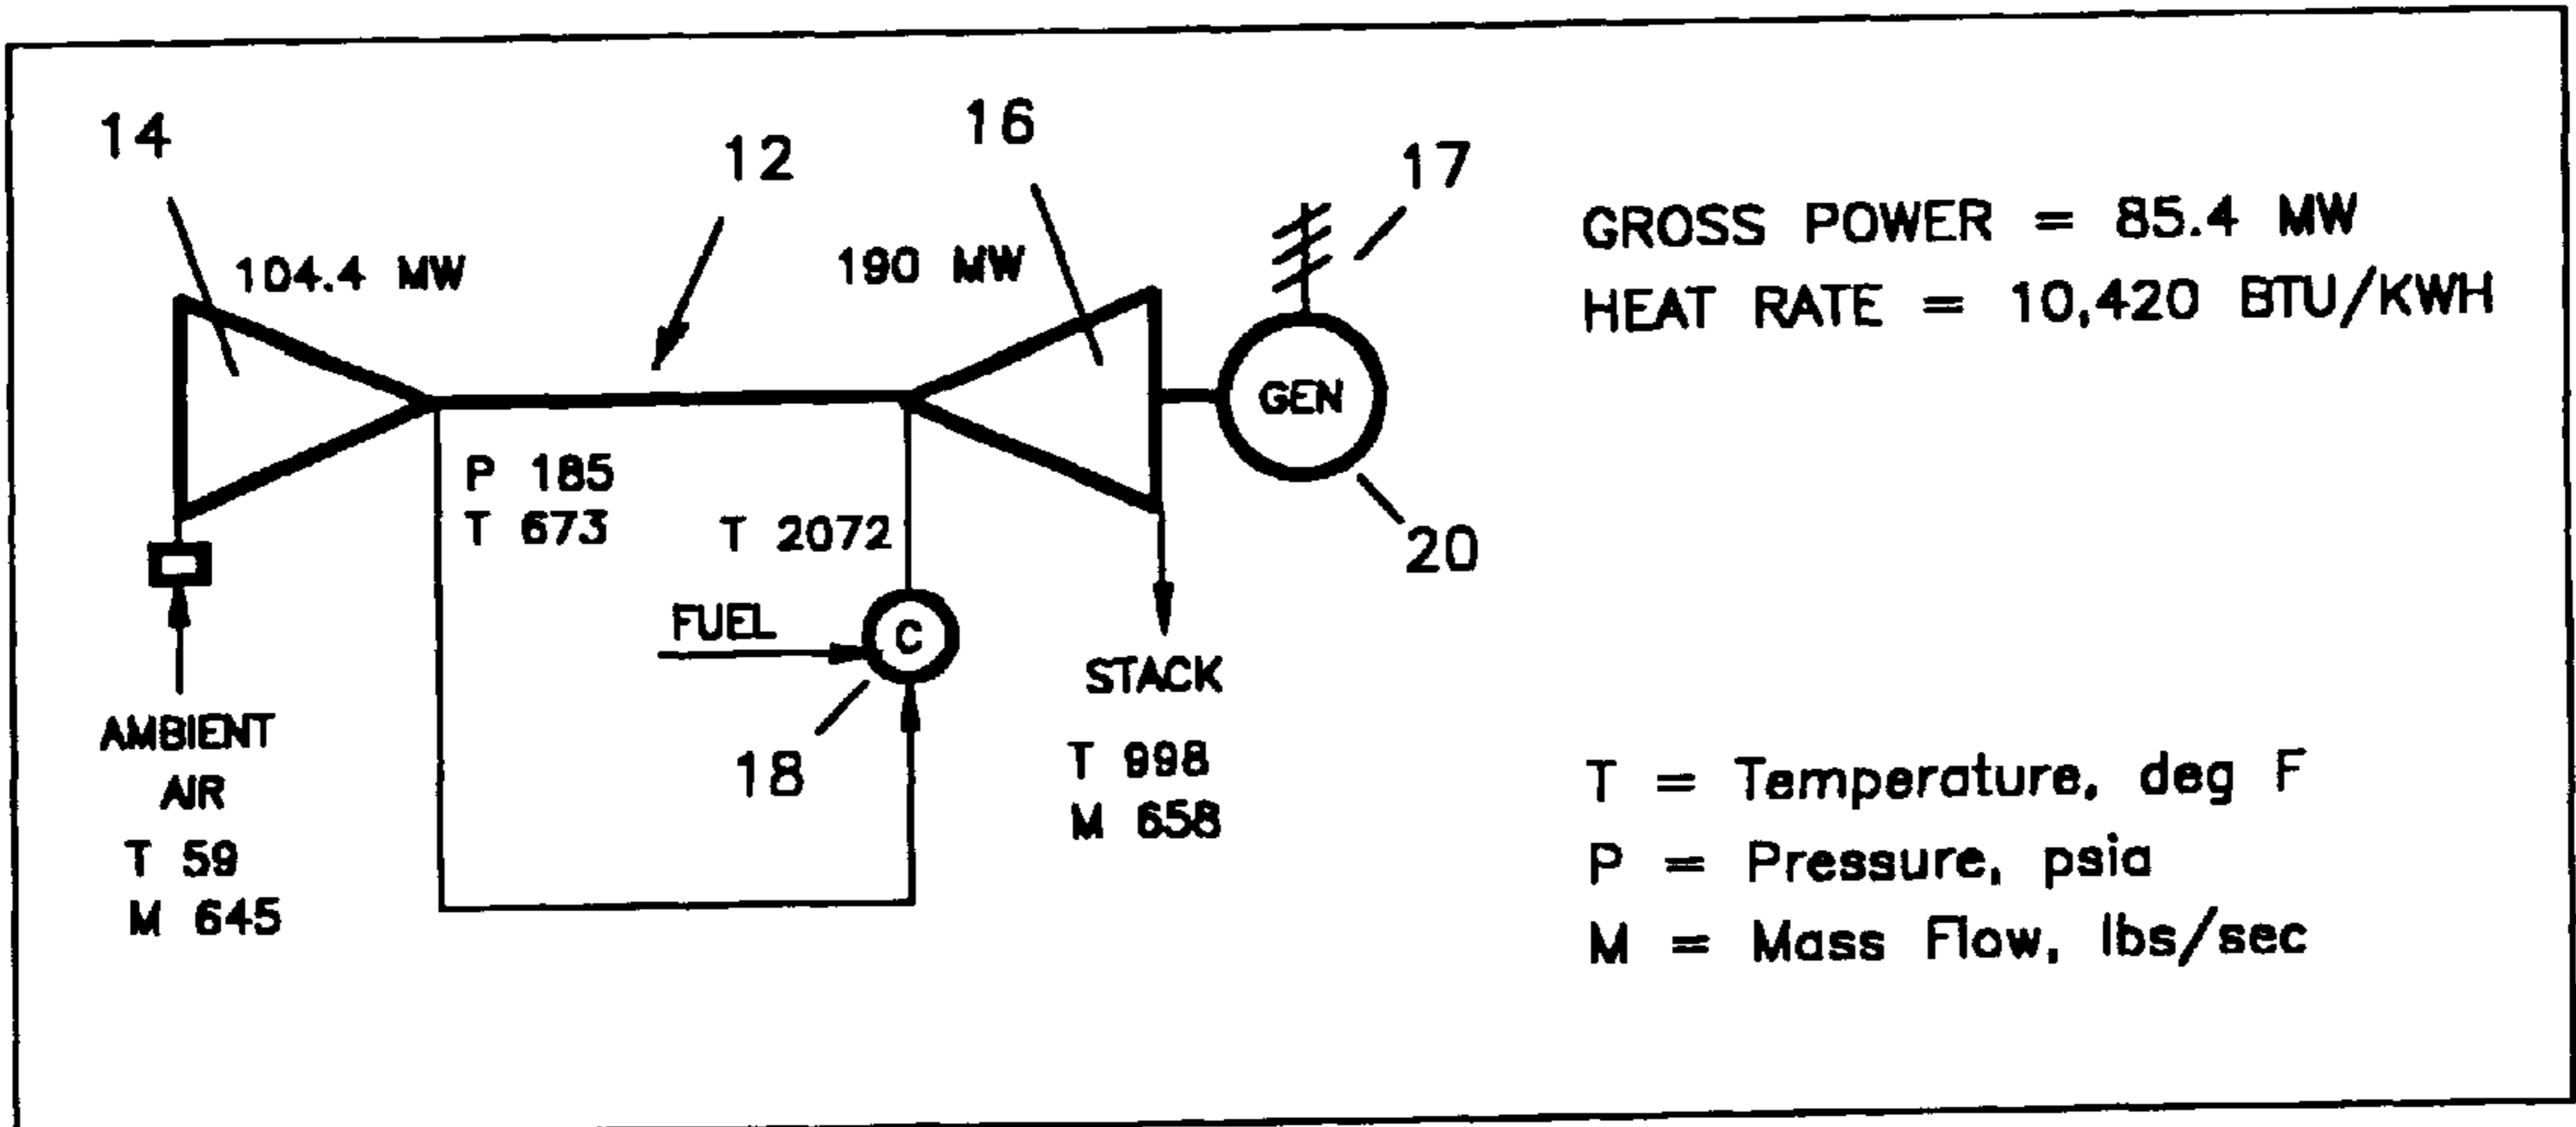 14
12
16
17
104.4 MW
190 MW
GROSS POWER = 85.4 MW
HEAT RATE = 10,420 BTU/KWH
GEN
P 185
T 673
T 2072
20
FUEL
C
18
STACK
T 998
M 658
AMBIENT
AIR
T 59
M 645
T = Temperature, deg F
P = Pressure, psia
M = Mass Flow, lbs/sec